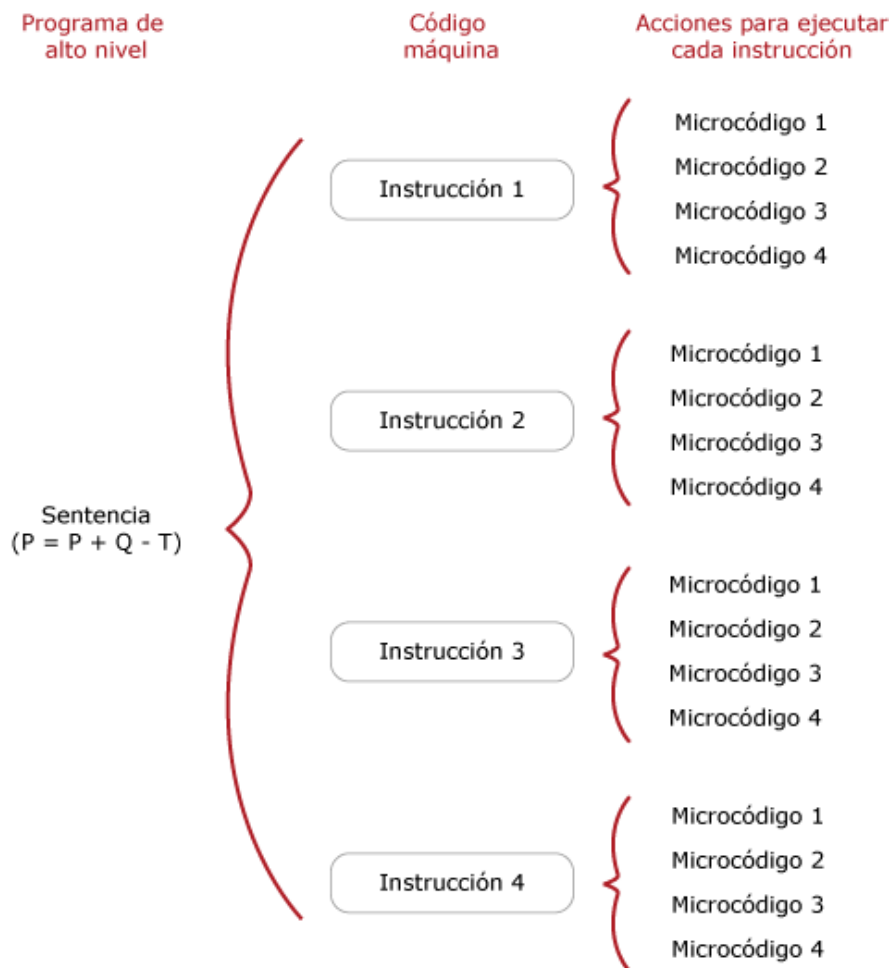 Programa de
alto nivel
Código
máquina
Acciones para ejecutar
cada instrucción
Sentencia
(P = P + Q - T)
Instrucción 1
Microcódigo 1
Microcódigo 2
Microcódigo 3
Microcódigo 4
Instrucción 2
Microcódigo 1
Microcódigo 2
Microcódigo 3
Microcódigo 4
Instrucción 3
Microcódigo 1
Microcódigo 2
Microcódigo 3
Microcódigo 4
Instrucción 4
Microcódigo 1
Microcódigo 2
Microcódigo 3
Microcódigo 4